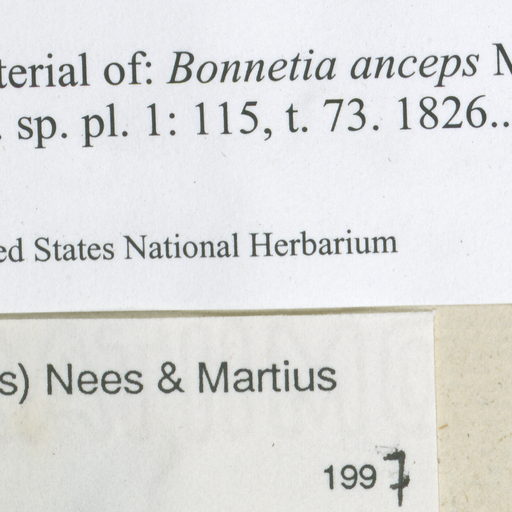 terial of: Bonnetia anceps M
. sp. pl. 1: 115, t. 73. 1826..
ed States National Herbarium
s) Nees & Martius
1997